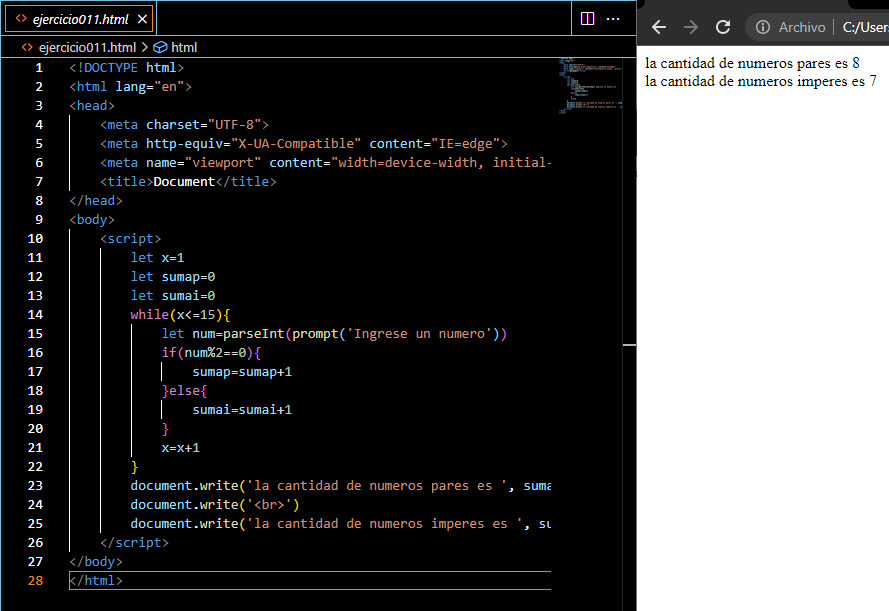 ejercicio011.html
ejercicio011.html > html
1 <!DOCTYPE html>
2 <html lang="en">
3 <head>
4 <meta charset="UTF-8">
5 <meta http-equiv="X-UA-Compatible" content="IE=edge">
6 <meta name="viewport" content="width=device-width, initial-
7 <title>Document</title>
8 </head>
9 <body>
10 <script>
11 let x=1
12 let sumap=0
13 let sumai=0
14 while(x<=15){
15 let num=parseInt(prompt('Ingrese un numero'))
16 if(num%2==0){
17 sumap=sumap+1
18 }else{
19 sumai=sumai+1
20 }
21 x=x+1
22 }
23 document.write('la cantidad de numeros pares es ', suma
24 document.write('<br>')
25 document.write('la cantidad de numeros imperes es ', su
26 </script>
27 </body>
28 </html>
Archivo | C:/User
la cantidad de numeros pares es 8
la cantidad de numeros imperes es 7